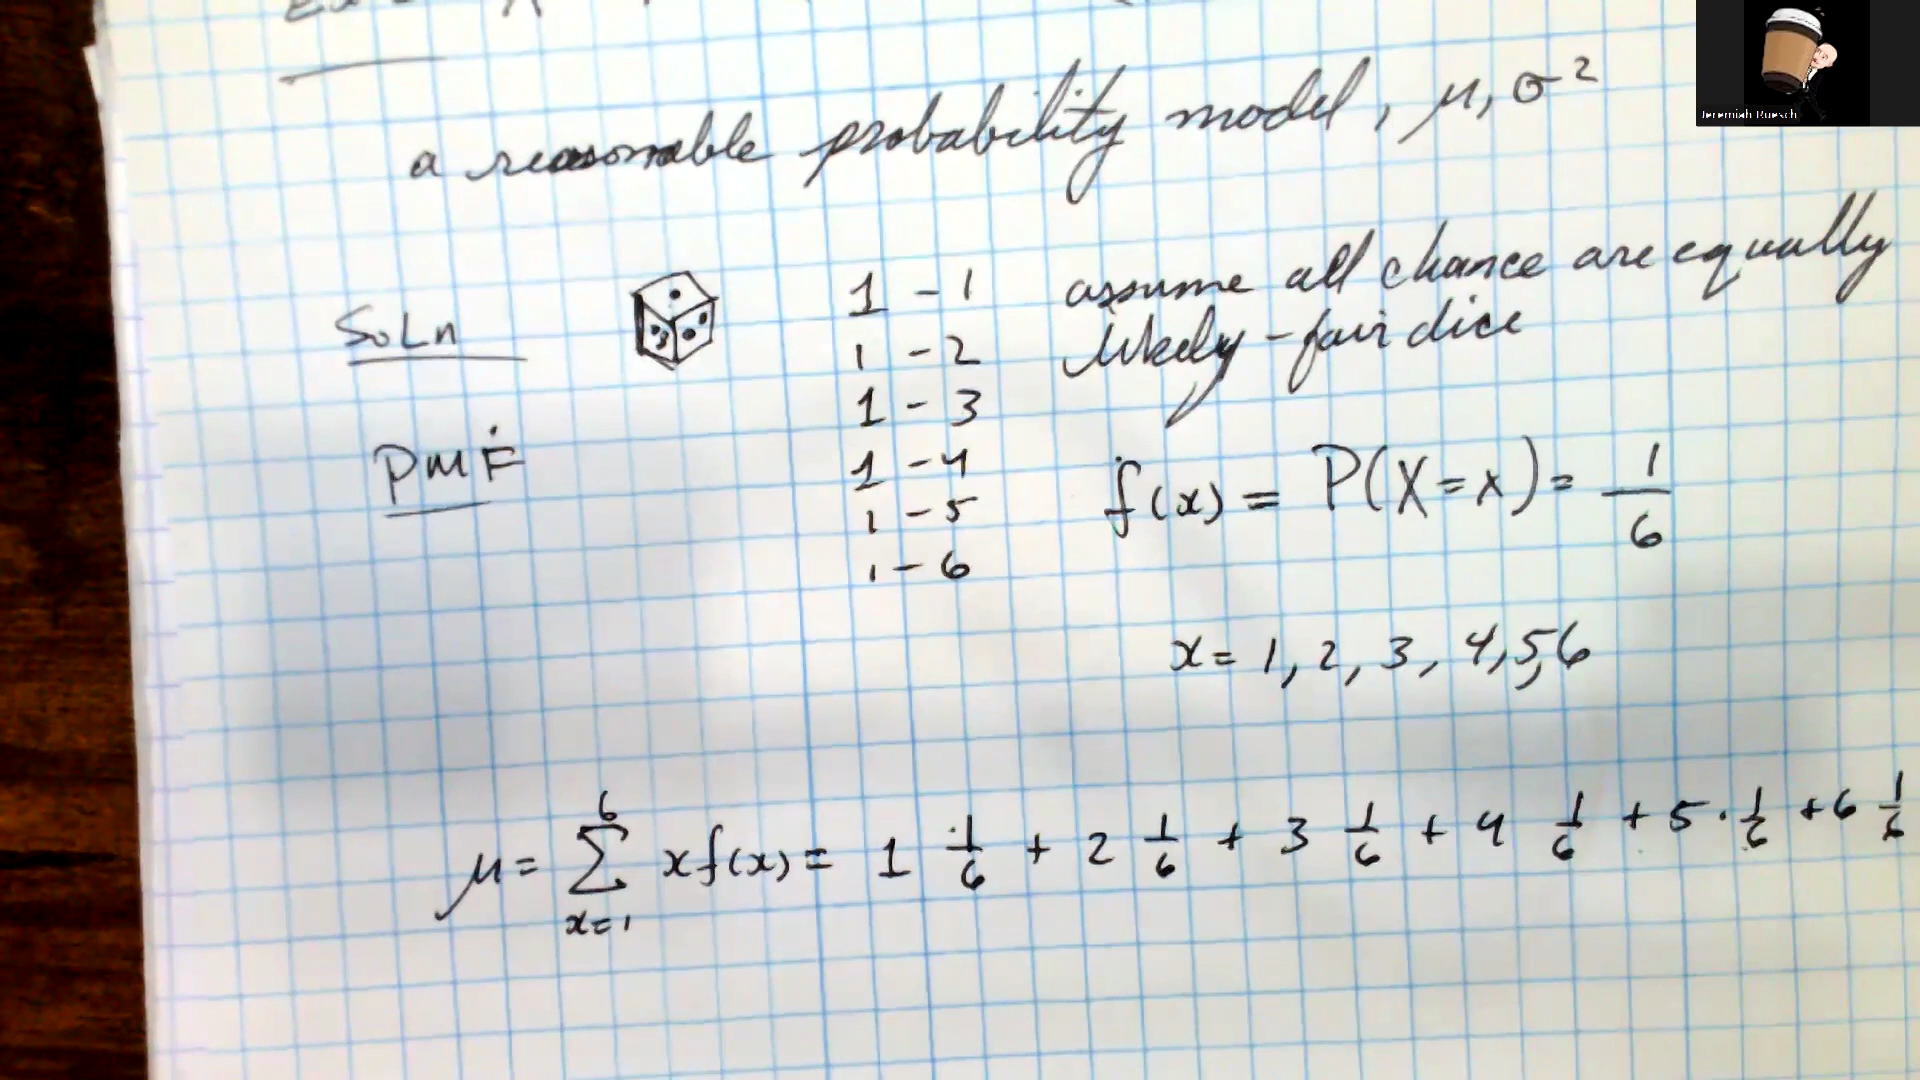 Jeremiah Ruesch
a reasonable probability model, μ, σ²
Soln
1 - 1 assume all chance are equally
1 - 2 likely - fair dice
1 - 3
PMF
1 - 4 f(x) = P(X=x) = 1/6
1 - 5
1 - 6
x = 1, 2, 3, 4, 5, 6
μ = ∑_{x=1}^{6} x f(x) = 1 1/6 + 2 1/6 + 3 1/6 + 4 1/6 + 5 · 1/6 + 6 1/6